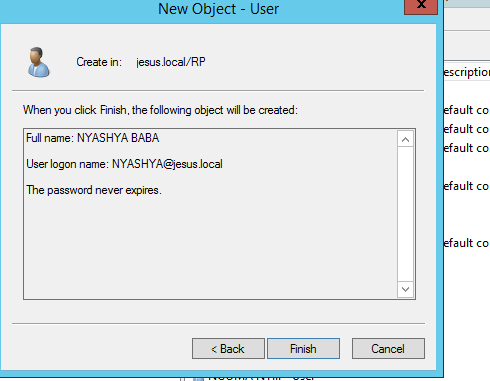 New Object - User
x
Create in: jesus.local/RP
When you click Finish, the following object will be created:
Full name: NYASHYA BABA
User logon name: NYASHYA@jesus.local
The password never expires.
< Back
Finish
Cancel
escription
efault co
efault co
efault co
efault co
efault co